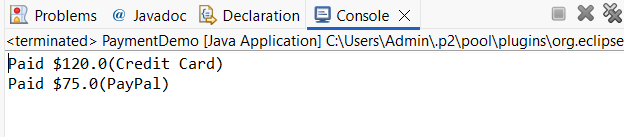 Problems @ Javadoc Declaration Console
<terminated> PaymentDemo [Java Application] C:\Users\Admin\.p2\pool\plugins\org.eclipse
Paid $120.0(Credit Card)
Paid $75.0(PayPal)